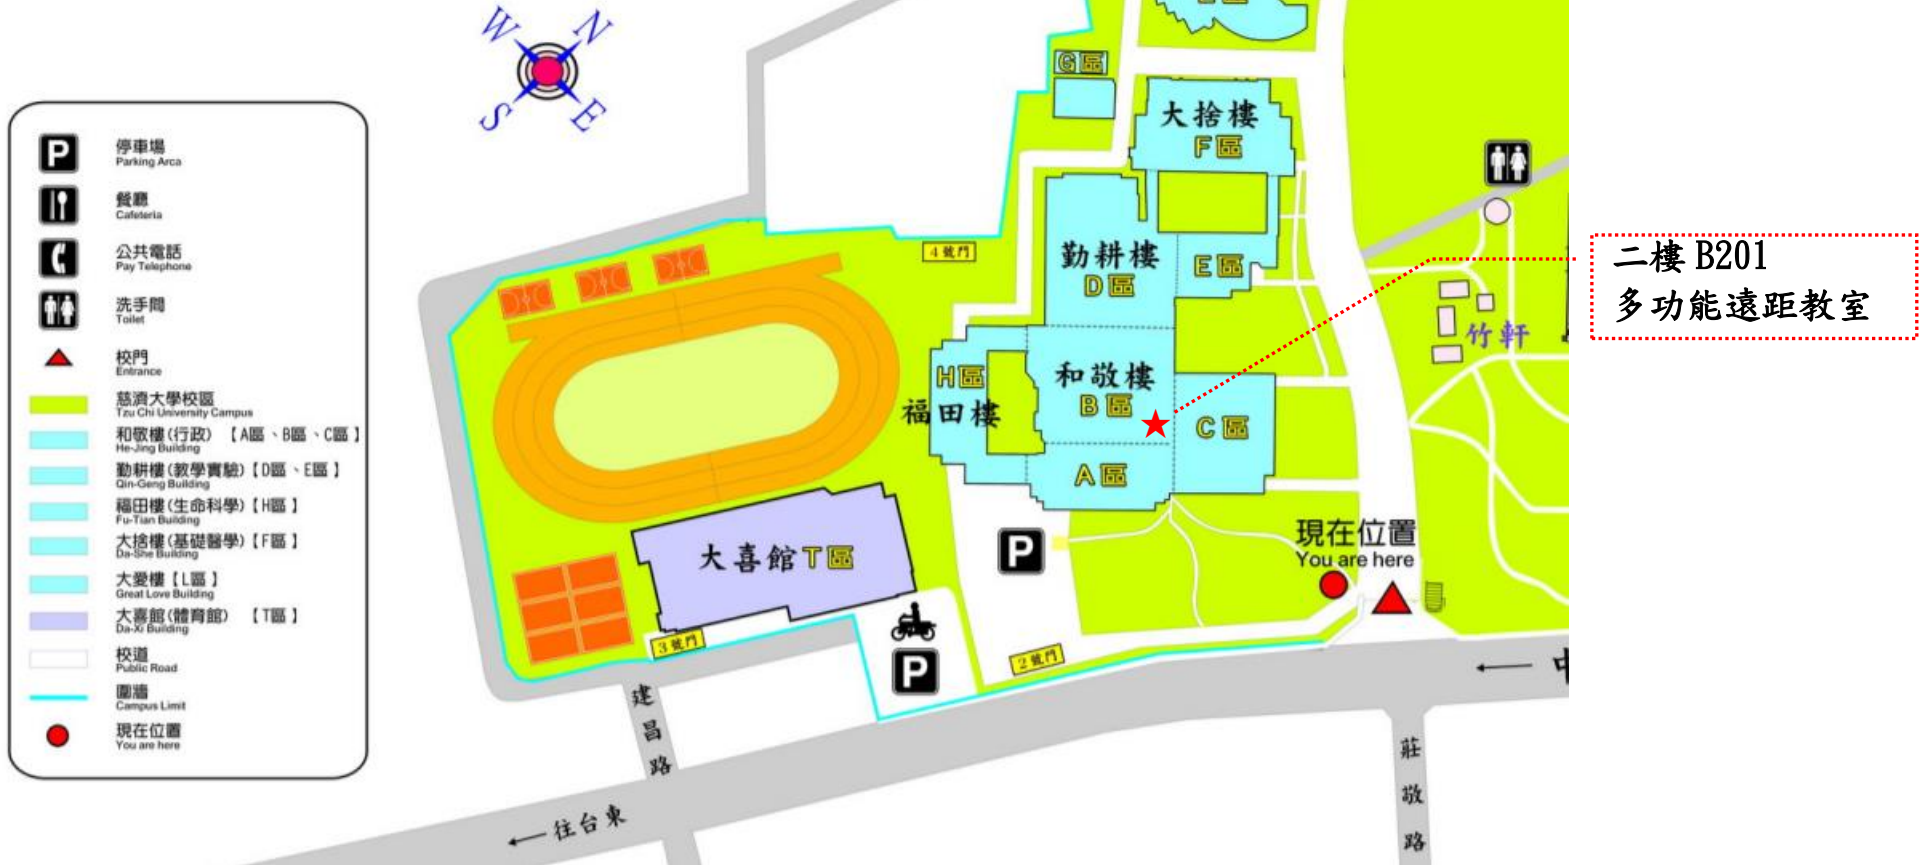 W
N
S
E
P
停車場
Parking Area
餐廳
Cafeteria
公共電話
Pay Telephone
洗手間
Toilet
校門
Entrance
慈濟大學校區
Tzu Chi University Campus
和敬樓(行政) 【A區、B區、C區】
He-Jing Building
勤耕樓(教學實驗)【D區、E區】
Qin-Geng Building
福田樓(生命科學)【H區】
Fu-Tian Building
大捨樓(基礎醫學)【F區】
Da-She Building
大愛樓【L區】
Great Love Building
大喜館(體育館) 【T區】
Da-Xi Building
校道
Public Road
圍牆
Campus Limit
現在位置
You are here
G區
大捨樓
F區
4號門
勤耕樓
D區
E區
二樓 B201
多功能遠距教室
竹軒
H區
福田樓
和敬樓
B區
C區
A區
P
現在位置
You are here
大喜館T區
3號門
P
2號門
建昌路
莊敬路
←往台東
←